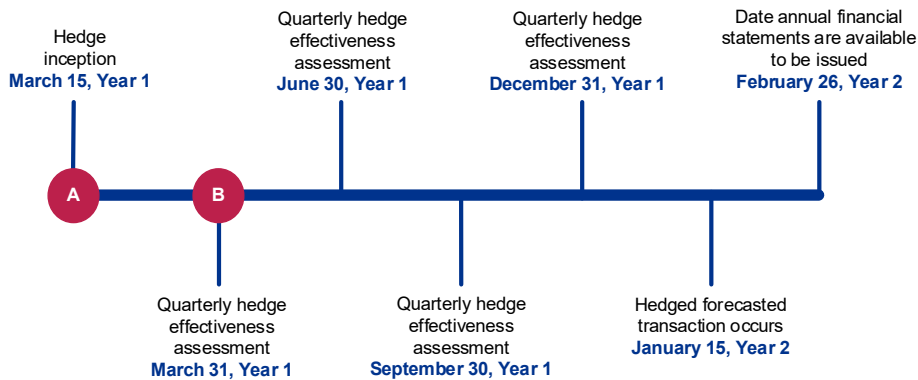 Hedge
inception
March 15, Year 1
Quarterly hedge
effectiveness
assessment
June 30, Year 1
Quarterly hedge
effectiveness
assessment
December 31, Year 1
Date annual financial
statements are available
to be issued
February 26, Year 2
A
B
Quarterly hedge
effectiveness
assessment
March 31, Year 1
Quarterly hedge
effectiveness
assessment
September 30, Year 1
Hedged forecasted
transaction occurs
January 15, Year 2